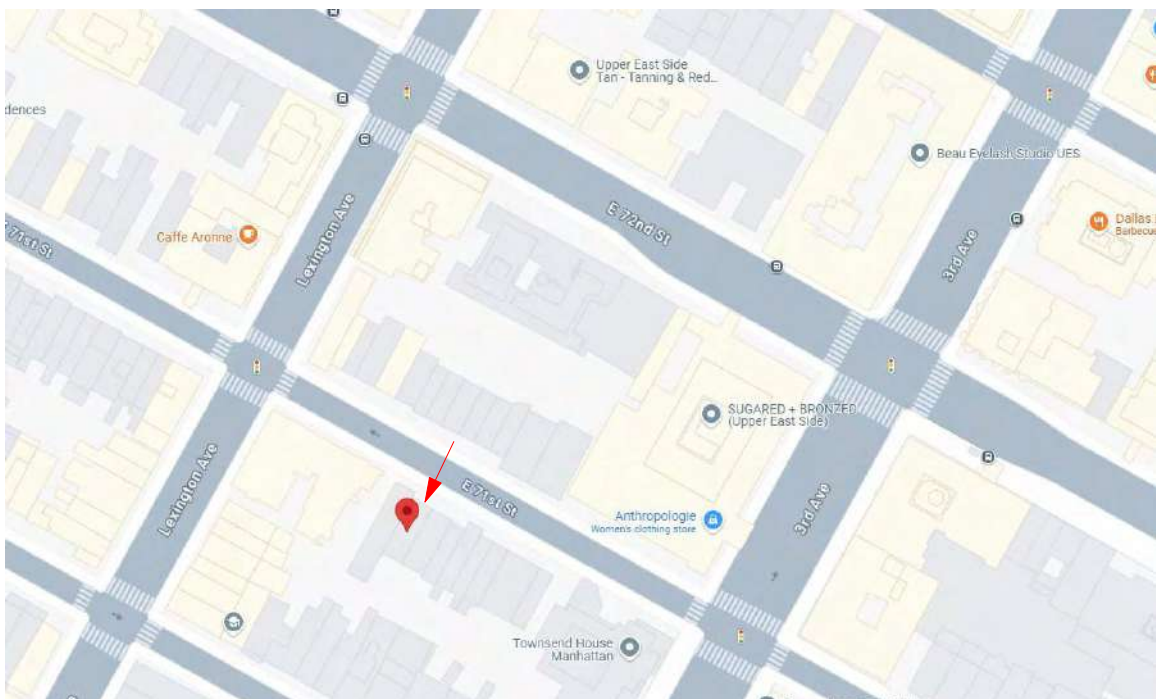 Upper East Side
Tan - Tanning & Red...
dences
Beau Eyelash Studio UES
E 72nd St
Dallas
Barbecue
Caffe Aronne
E 71st St
Lexington Ave
3rd Ave
SUGARED + BRONZED
(Upper East Side)
Lexington Ave
E 71st St
3rd Ave
Anthropologie
Women's clothing store
Townsend House
Manhattan